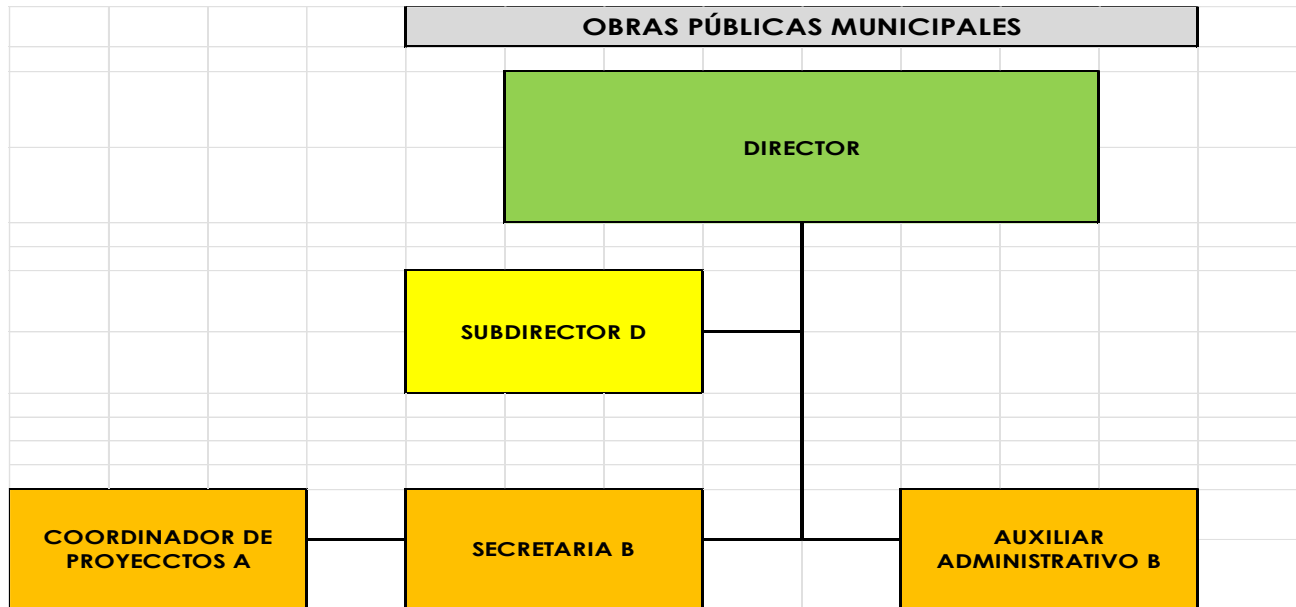 OBRAS PÚBLICAS MUNICIPALES
DIRECTOR
SUBDIRECTOR D
COORDINADOR DE
PROYECCTOS A
SECRETARIA B
AUXILIAR
ADMINISTRATIVO B